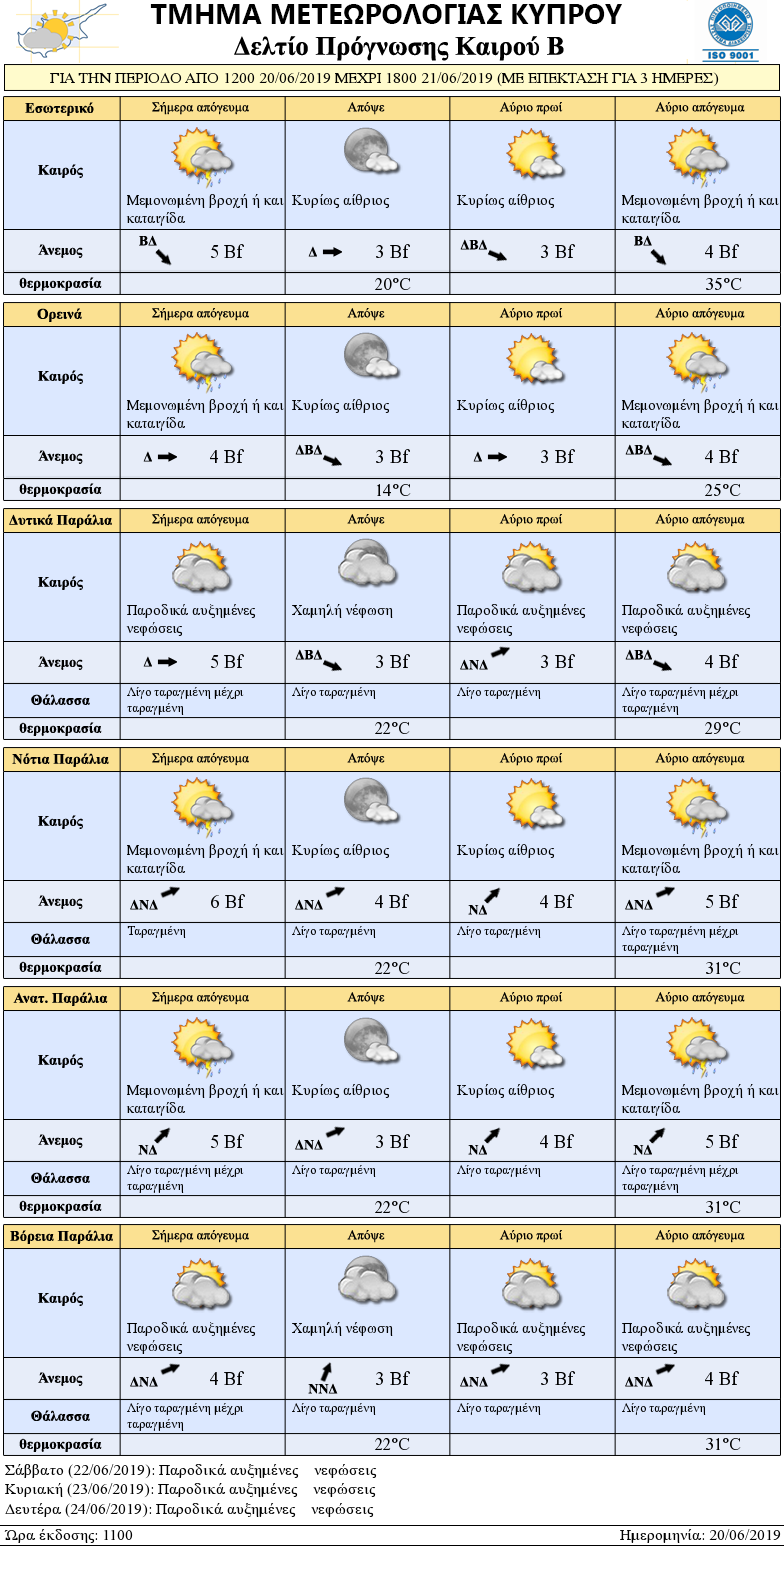 ΤΜΗΜΑ ΜΕΤΕΩΡΟΛΟΓΙΑΣ ΚΥΠΡΟΥ
Δελτίο Πρόγνωσης Καιρού Β
ISO 9001
ΓΙΑ ΤΗΝ ΠΕΡΙΟΔΟ ΑΠΟ 1200 20/06/2019 ΜΕΧΡΙ 1800 21/06/2019 (ΜΕ ΕΠΕΚΤΑΣΗ ΓΙΑ 3 ΗΜΕΡΕΣ)
Εσωτερικό Σήμερα απόγευμα Απόψε Αύριο πρωί Αύριο απόγευμα
Καιρός
Μεμονωμένη βροχή ή και Κυρίως αίθριος Κυρίως αίθριος Μεμονωμένη βροχή ή και
καταιγίδα καταιγίδα
Άνεμος ΒΔ 5 Bf Δ 3 Bf ΔΒΔ 3 Bf ΒΔ 4 Bf
θερμοκρασία 20°C 35°C
Ορεινά Σήμερα απόγευμα Απόψε Αύριο πρωί Αύριο απόγευμα
Καιρός
Μεμονωμένη βροχή ή και Κυρίως αίθριος Κυρίως αίθριος Μεμονωμένη βροχή ή και
καταιγίδα καταιγίδα
Άνεμος Δ 4 Bf ΔΒΔ 3 Bf Δ 3 Bf ΔΒΔ 4 Bf
θερμοκρασία 14°C 25°C
Δυτικά Παράλια Σήμερα απόγευμα Απόψε Αύριο πρωί Αύριο απόγευμα
Καιρός
Παροδικά αυξημένες Χαμηλή νέφωση Παροδικά αυξημένες Παροδικά αυξημένες
νεφώσεις νεφώσεις νεφώσεις
Άνεμος Δ 5 Bf ΔΒΔ 3 Bf ΔΝΔ 3 Bf ΔΒΔ 4 Bf
Θάλασσα Λίγο ταραγμένη μέχρι Λίγο ταραγμένη Λίγο ταραγμένη Λίγο ταραγμένη μέχρι
ταραγμένη ταραγμένη
θερμοκρασία 22°C 29°C
Νότια Παράλια Σήμερα απόγευμα Απόψε Αύριο πρωί Αύριο απόγευμα
Καιρός
Μεμονωμένη βροχή ή και Κυρίως αίθριος Κυρίως αίθριος Μεμονωμένη βροχή ή και
καταιγίδα καταιγίδα
Άνεμος ΔΝΔ 6 Bf ΔΝΔ 4 Bf ΝΔ 4 Bf ΔΝΔ 5 Bf
Θάλασσα Ταραγμένη Λίγο ταραγμένη Λίγο ταραγμένη Λίγο ταραγμένη μέχρι
ταραγμένη
θερμοκρασία 22°C 31°C
Ανατ. Παράλια Σήμερα απόγευμα Απόψε Αύριο πρωί Αύριο απόγευμα
Καιρός
Μεμονωμένη βροχή ή και Κυρίως αίθριος Κυρίως αίθριος Μεμονωμένη βροχή ή και
καταιγίδα καταιγίδα
Άνεμος ΝΔ 5 Bf ΔΝΔ 3 Bf ΝΔ 4 Bf ΝΔ 5 Bf
Θάλασσα Λίγο ταραγμένη μέχρι Λίγο ταραγμένη Λίγο ταραγμένη Λίγο ταραγμένη μέχρι
ταραγμένη ταραγμένη
θερμοκρασία 22°C 31°C
Βόρεια Παράλια Σήμερα απόγευμα Απόψε Αύριο πρωί Αύριο απόγευμα
Καιρός
Παροδικά αυξημένες Χαμηλή νέφωση Παροδικά αυξημένες Παροδικά αυξημένες
νεφώσεις νεφώσεις νεφώσεις
Άνεμος ΔΝΔ 4 Bf ΝΝΔ 3 Bf ΔΝΔ 3 Bf ΔΝΔ 4 Bf
Θάλασσα Λίγο ταραγμένη μέχρι Λίγο ταραγμένη Λίγο ταραγμένη Λίγο ταραγμένη
ταραγμένη
θερμοκρασία 22°C 31°C
Σάββατο (22/06/2019): Παροδικά αυξημένες νεφώσεις
Κυριακή (23/06/2019): Παροδικά αυξημένες νεφώσεις
Δευτέρα (24/06/2019): Παροδικά αυξημένες νεφώσεις
Ώρα έκδοσης: 1100 Ημερομηνία: 20/06/2019